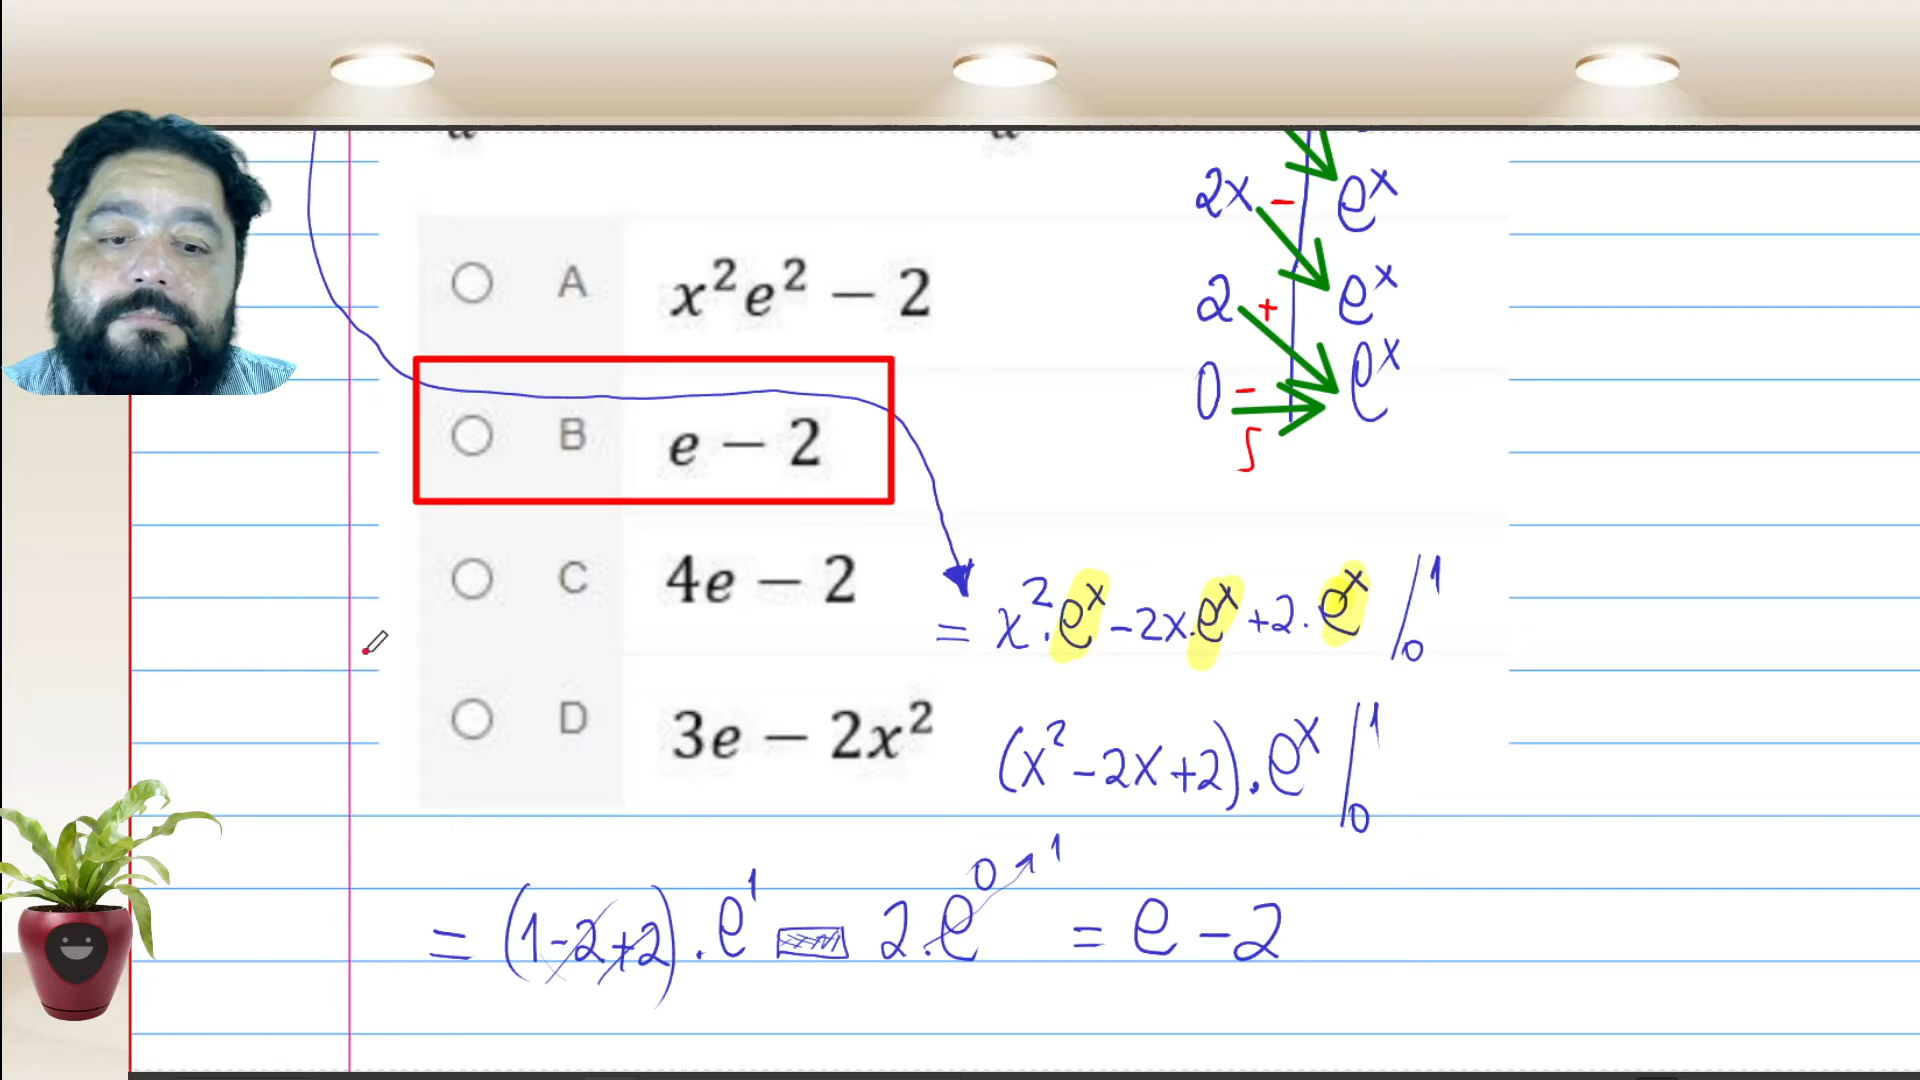 2x - eˣ
A x²e² − 2
2 + eˣ
0 - eˣ
∫
B e − 2
C 4e − 2
= x².eˣ - 2x.eˣ + 2.eˣ |₀¹
D 3e − 2x²
(x² - 2x + 2).eˣ |₀¹
= (1 - 2 + 2).e¹ - 2.e⁰ ↗ 1 = e - 2